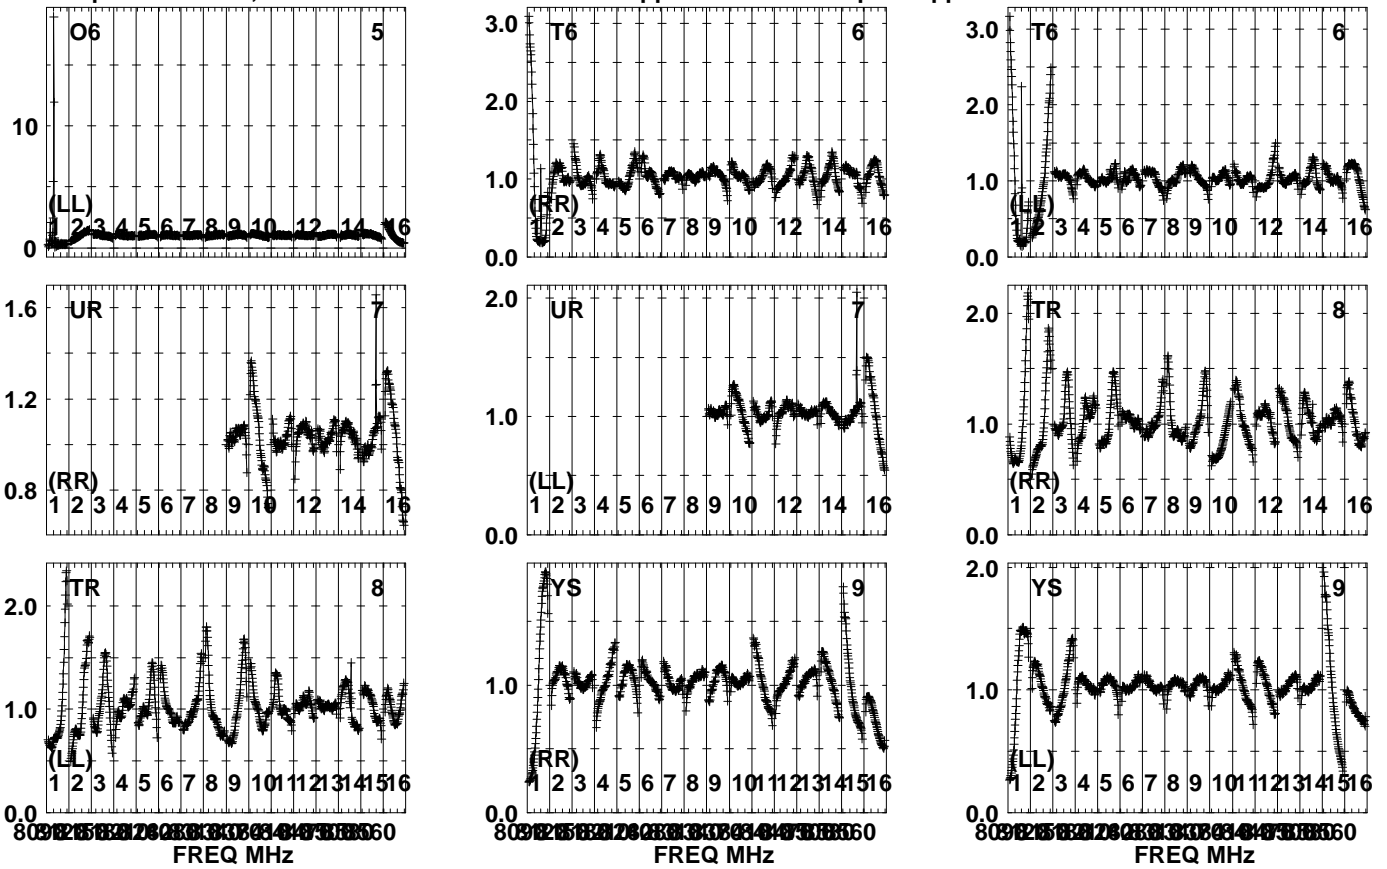 O6 5
10
0
(LL)
1 2 3 4 5 6 7 8 9 10 12 14 16
T6 6
3.0
2.0
1.0
0.0
(RR)
1 2 3 4 5 6 7 8 9 10 12 14 16
T6 6
3.0
2.0
1.0
0.0
(LL)
1 2 3 4 5 6 7 8 9 10 12 14 16
UR 7
1.6
1.2
0.8
(RR)
1 2 3 4 5 6 7 8 9 10 12 14 16
UR 7
2.0
1.0
0.0
(LL)
1 2 3 4 5 6 7 8 9 10 12 14 16
TR 8
2.0
1.0
0.0
(RR)
1 2 3 4 5 6 7 8 9 10 12 14 16
TR 8
2.0
1.0
0.0
(LL)
1 2 3 4 5 6 7 8 9 10 11 12 13 14 15 16
FREQ MHz
YS 9
1.0
0.0
(RR)
1 2 3 4 5 6 7 8 9 10 11 12 13 14 15 16
FREQ MHz
YS 9
2.0
1.0
0.0
(LL)
1 2 3 4 5 6 7 8 9 10 11 12 13 14 15 16
FREQ MHz